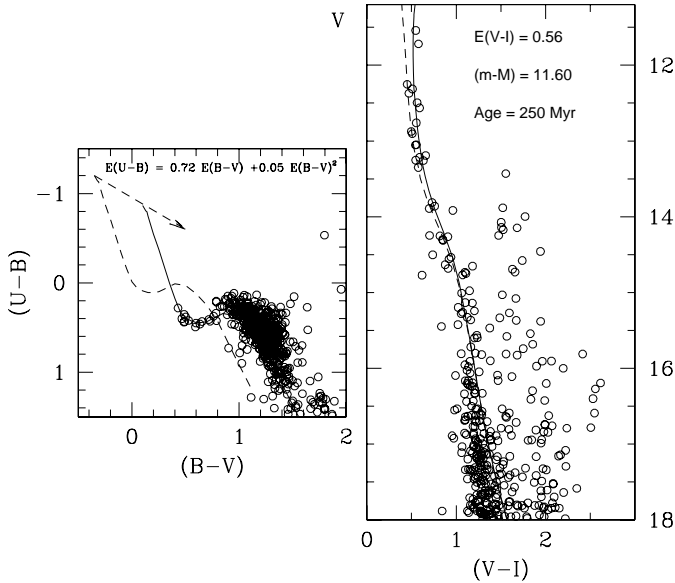 V
E(V-I) = 0.56
(m-M) = 11.60
Age = 250 Myr
12
14
16
18
0
1
2
(V-I)
E(U-B) = 0.72 E(B-V) +0.05 E(B-V)²
-1
0
1
(U-B)
0
1
2
(B-V)